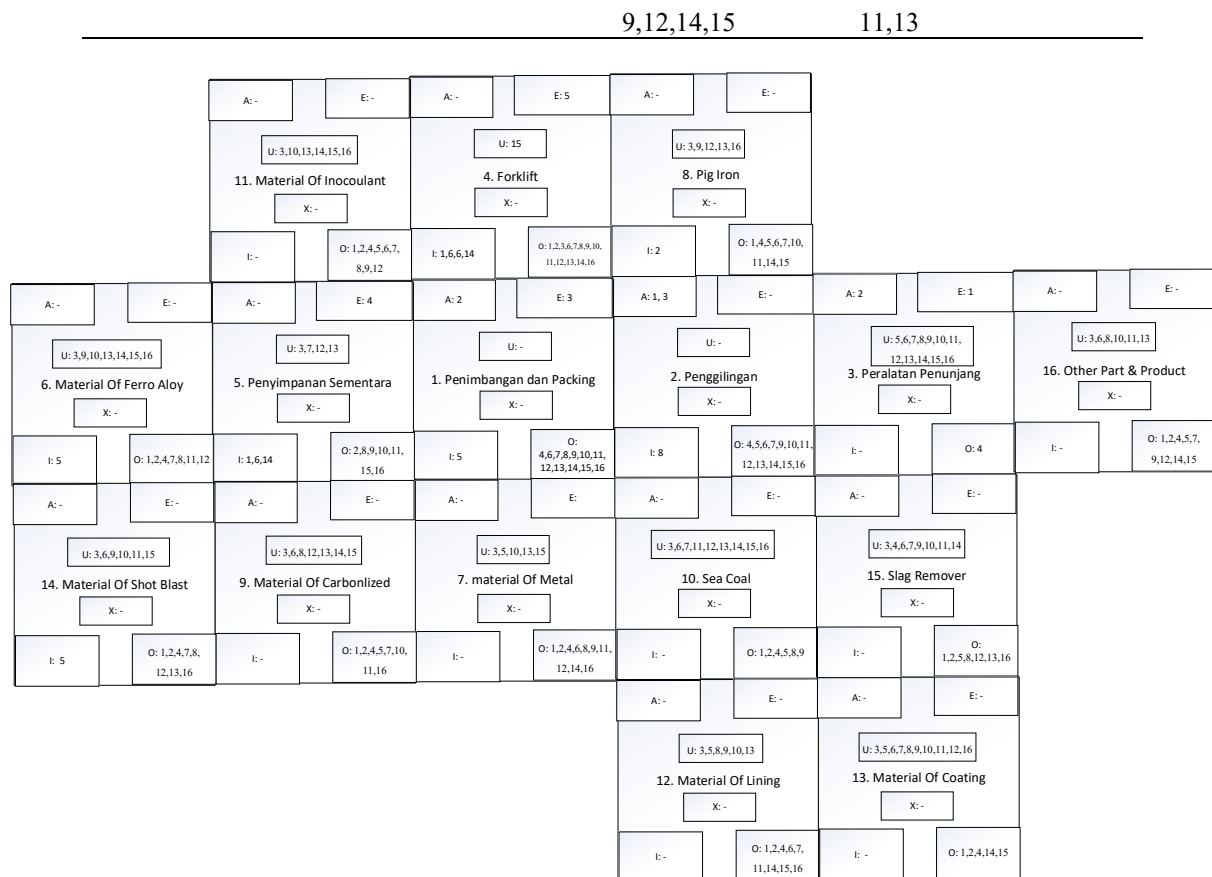 9,12,14,15 11,13
A: -
E: -
U: 3,10,13,14,15,16
11. Material Of Inocoulant
X: -
I: -
O: 1,2,4,5,6,7,
8,9,12
A: -
E: 5
U: 15
4. Forklift
X: -
I: 1,6,6,14
O: 1,2,3,6,7,8,9,10,
11,12,13,14,16
A: -
E: -
U: 3,9,12,13,16
8. Pig Iron
X: -
I: 2
O: 1,4,5,6,7,10,
11,14,15
A: -
E: -
U: 3,9,10,13,14,15,16
6. Material Of Ferro Aloy
X: -
I: 5
O: 1,2,4,7,8,11,12
A: -
E: 4
U: 3,7,12,13
5. Penyimpanan Sementara
X: -
I: 1,6,14
O: 2,8,9,10,11,
15,16
A: 2
E: 3
U: -
1. Penimbangan dan Packing
X: -
I: 5
O:
4,6,7,8,9,10,11,
12,13,14,15,16
A: 1, 3
E: -
U: -
2. Penggilingan
X: -
I: 8
O: 4,5,6,7,9,10,11,
12,13,14,15,16
A: 2
E: 1
U: 5,6,7,8,9,10,11,
12,13,14,15,16
3. Peralatan Penunjang
X: -
I: -
O: 4
A: -
E: -
U: 3,6,8,10,11,13
16. Other Part & Product
X: -
I: -
O: 1,2,4,5,7,
9,12,14,15
A: -
E: -
U: 3,6,9,10,11,15
14. Material Of Shot Blast
X: -
I: 5
O: 1,2,4,7,8,
12,13,16
A: -
E: -
U: 3,6,8,12,13,14,15
9. Material Of Carbonlized
X: -
I: -
O: 1,2,4,5,7,10,
11,16
A: -
E:
U: 3,5,10,13,15
7. material Of Metal
X: -
I: -
O: 1,2,4,6,8,9,11,
12,14,16
A: -
E: -
U: 3,6,7,11,12,13,14,15,16
10. Sea Coal
X: -
I: -
O: 1,2,4,5,8,9
A: -
E: -
U: 3,4,6,7,9,10,11,14
15. Slag Remover
X: -
I: -
O:
1,2,5,8,12,13,16
A: -
E: -
U: 3,5,8,9,10,13
12. Material Of Lining
X: -
I: -
O: 1,2,4,6,7,
11,14,15,16
A: -
E: -
U: 3,5,6,7,8,9,10,11,12,16
13. Material Of Coating
X: -
I: -
O: 1,2,4,14,15